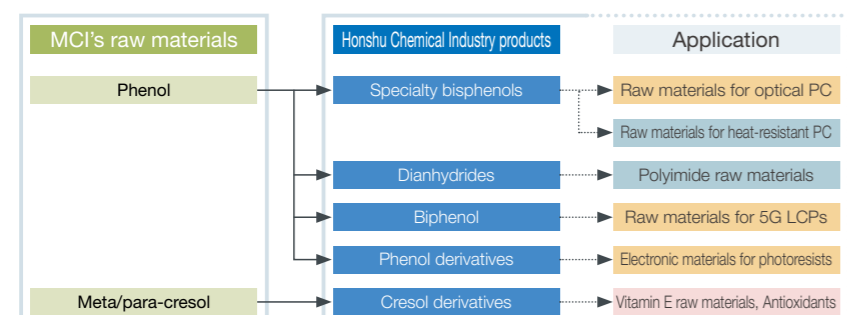 MCI's raw materials
Honshu Chemical Industry products
Application
Phenol
Specialty bisphenols
Raw materials for optical PC
Raw materials for heat-resistant PC
Dianhydrides
Polyimide raw materials
Biphenol
Raw materials for 5G LCPs
Phenol derivatives
Electronic materials for photoresists
Meta/para-cresol
Cresol derivatives
Vitamin E raw materials, Antioxidants